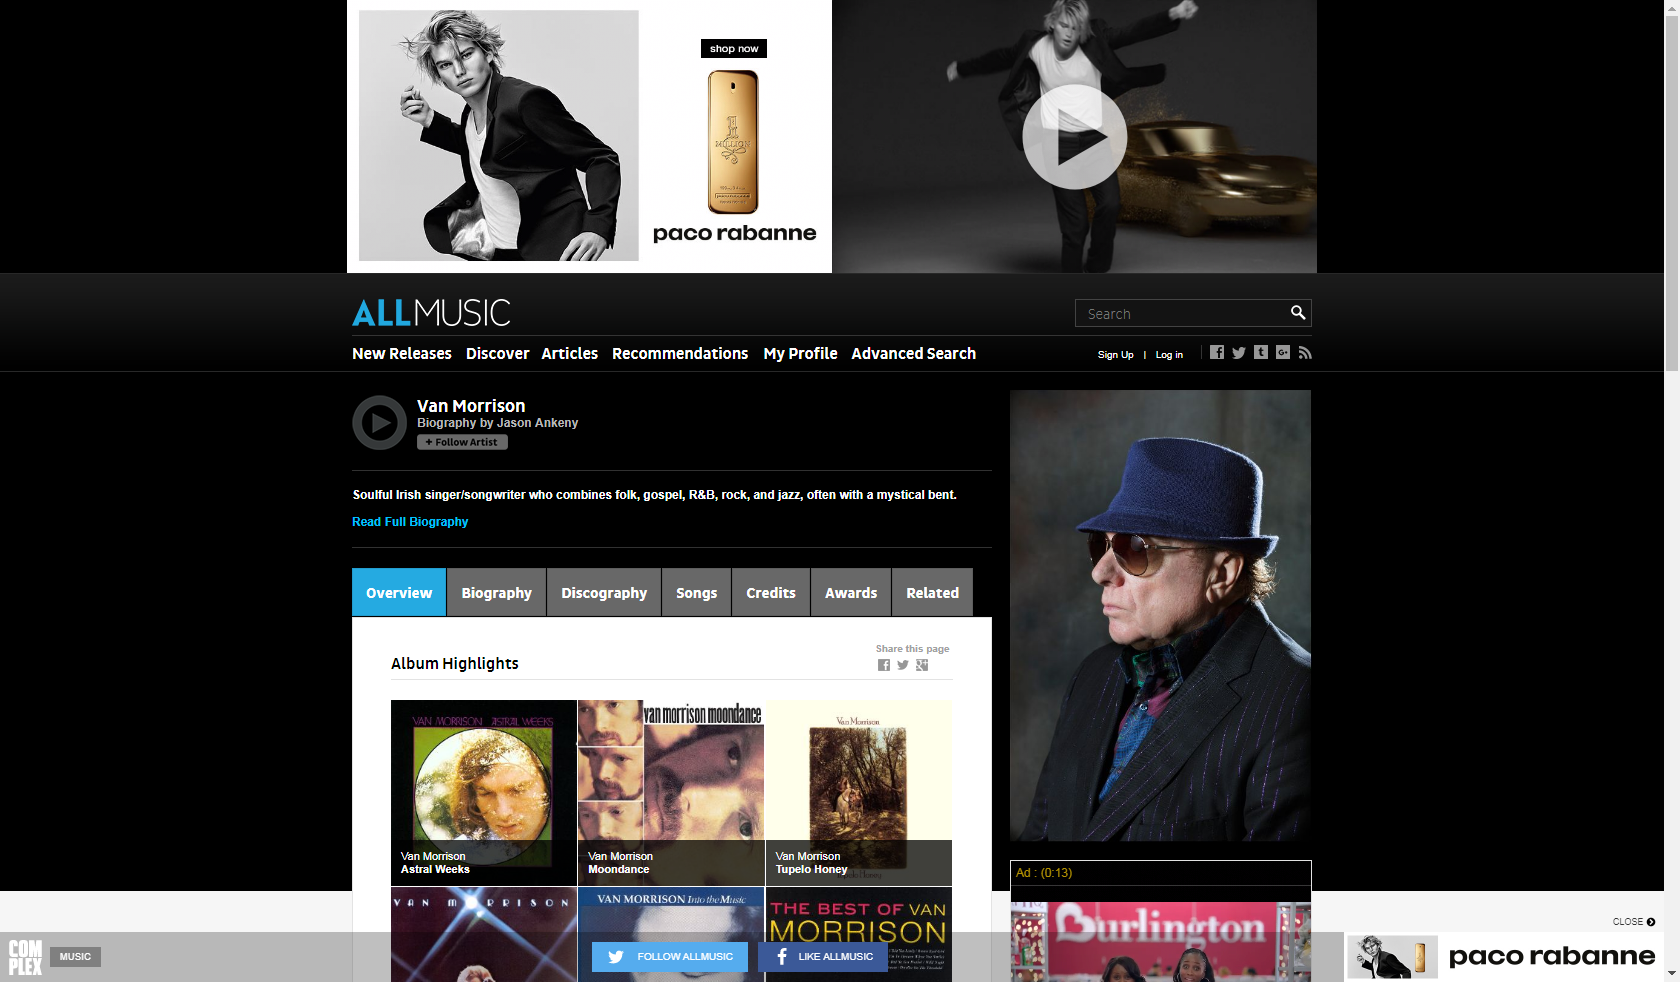 shop now
1
MILLION
paco rabanne
ALLMUSIC
Search
New Releases Discover Articles Recommendations My Profile Advanced Search
Sign Up | Log in
Van Morrison
Biography by Jason Ankeny
+ Follow Artist
Soulful Irish singer/songwriter who combines folk, gospel, R&B, rock, and jazz, often with a mystical bent.
Read Full Biography
Overview Biography Discography Songs Credits Awards Related
Share this page
Album Highlights
VAN MORRISON ASTRAL WEEKS
van morrison moondance
Van Morrison
Van Morrison
Astral Weeks
Van Morrison
Moondance
Van Morrison
Tupelo Honey
Tupelo Honey
Ad : (0:13)
VAN MORRISON
VAN MORRISON Into the Music
THE BEST OF VAN
MORRISON
Burlington
CLOSE
COM
PLEX
MUSIC
FOLLOW ALLMUSIC
LIKE ALLMUSIC
paco rabanne